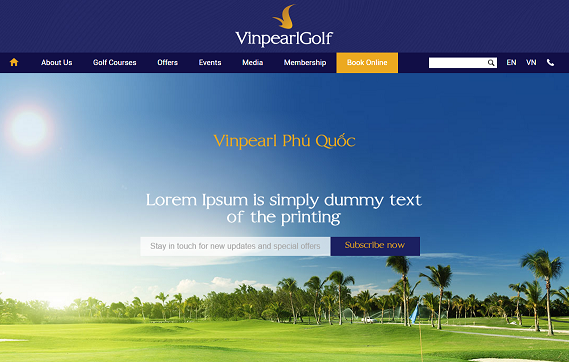 VinpearlGolf
About Us Golf Courses Offers Events Media Membership Book Online EN VN
Vinpearl Phú Quốc
Lorem Ipsum is simply dummy text
of the printing
Stay in touch for new updates and special offers Subscribe now